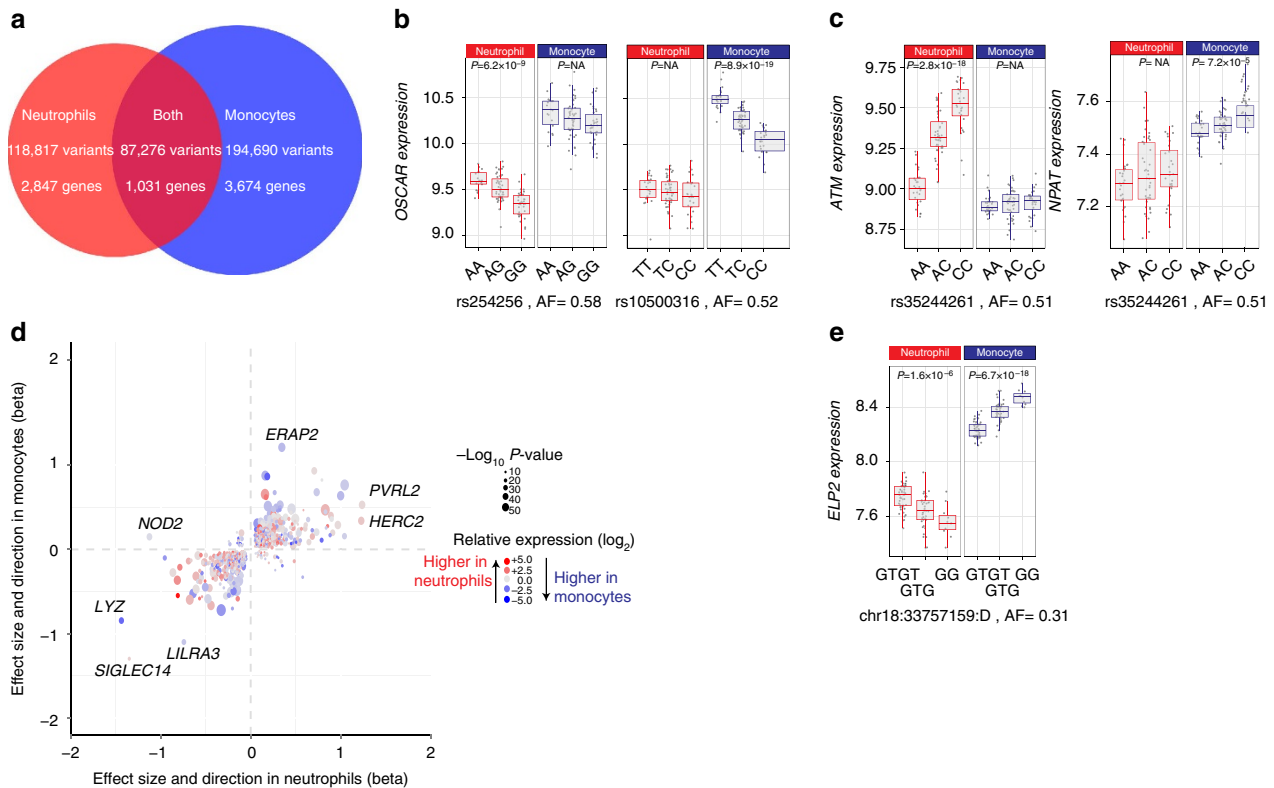 a
Neutrophils
Both
Monocytes
118,817 variants
87,276 variants
194,690 variants
2,847 genes
1,031 genes
3,674 genes
b
Neutrophil
Monocyte
P=6.2×10⁻⁹
P=NA
OSCAR expression
10.5
10.0
9.5
9.0
AA
AG
GG
AA
AG
GG
rs254256 , AF= 0.58
Neutrophil
Monocyte
P=NA
P=8.9×10⁻¹⁹
TT
TC
CC
TT
TC
CC
rs10500316 , AF= 0.52
c
Neutrophil
Monocyte
P=2.8×10⁻¹⁸
P=NA
ATM expression
9.75
9.50
9.25
9.00
8.75
AA
AC
CC
AA
AC
CC
rs35244261 , AF= 0.51
Neutrophil
Monocyte
P= NA
P= 7.2×10⁻⁵
NPAT expression
7.6
7.4
7.2
AA
AC
CC
AA
AC
CC
rs35244261 , AF= 0.51
d
Effect size and direction in monocytes (beta)
2
1
0
−1
−2
ERAP2
PVRL2
HERC2
NOD2
LYZ
LILRA3
SIGLEC14
−2
−1
0
1
2
Effect size and direction in neutrophils (beta)
−Log₁₀ P-value
10
20
30
40
50
Relative expression (log₂)
Higher in
neutrophils
+5.0
+2.5
0.0
−2.5
−5.0
Higher in
monocytes
e
Neutrophil
Monocyte
P=1.6×10⁻⁶
P=6.7×10⁻¹⁸
ELP2 expression
8.4
8.0
7.6
GTGT
GTG
GG
GTGT
GTG
GG
chr18:33757159:D , AF= 0.31